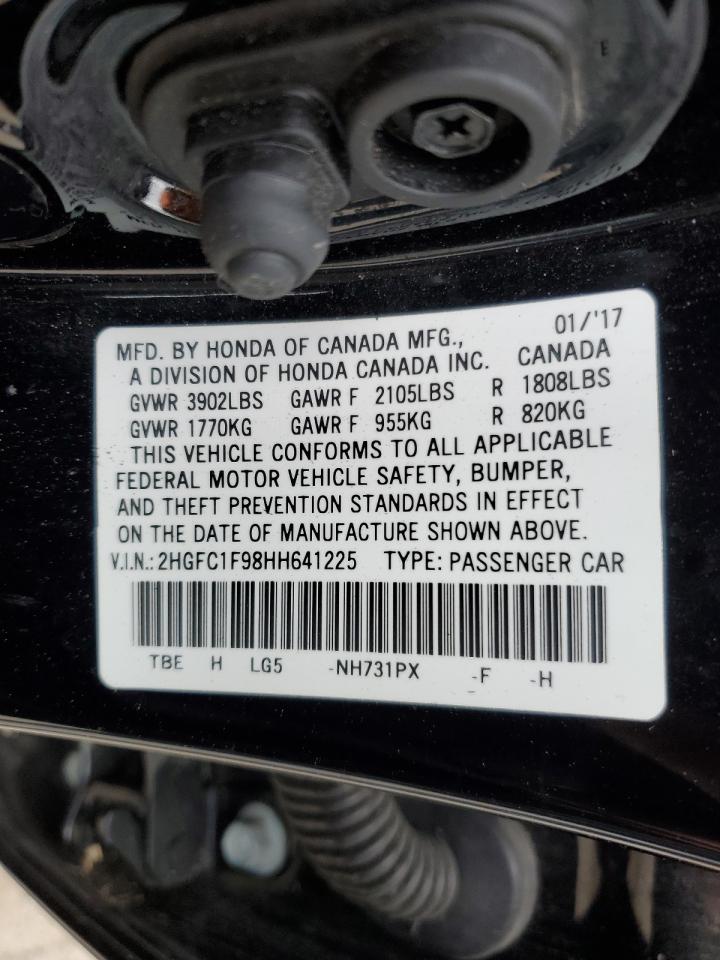 MFD. BY HONDA OF CANADA MFG., 01/'17
A DIVISION OF HONDA CANADA INC. CANADA
GVWR 3902LBS GAWR F 2105LBS R 1808LBS
GVWR 1770KG GAWR F 955KG R 820KG
THIS VEHICLE CONFORMS TO ALL APPLICABLE
FEDERAL MOTOR VEHICLE SAFETY, BUMPER,
AND THEFT PREVENTION STANDARDS IN EFFECT
ON THE DATE OF MANUFACTURE SHOWN ABOVE.
V.I.N.: 2HGFC1F98HH641225 TYPE: PASSENGER CAR
TBE H LG5 -NH731PX -F -H